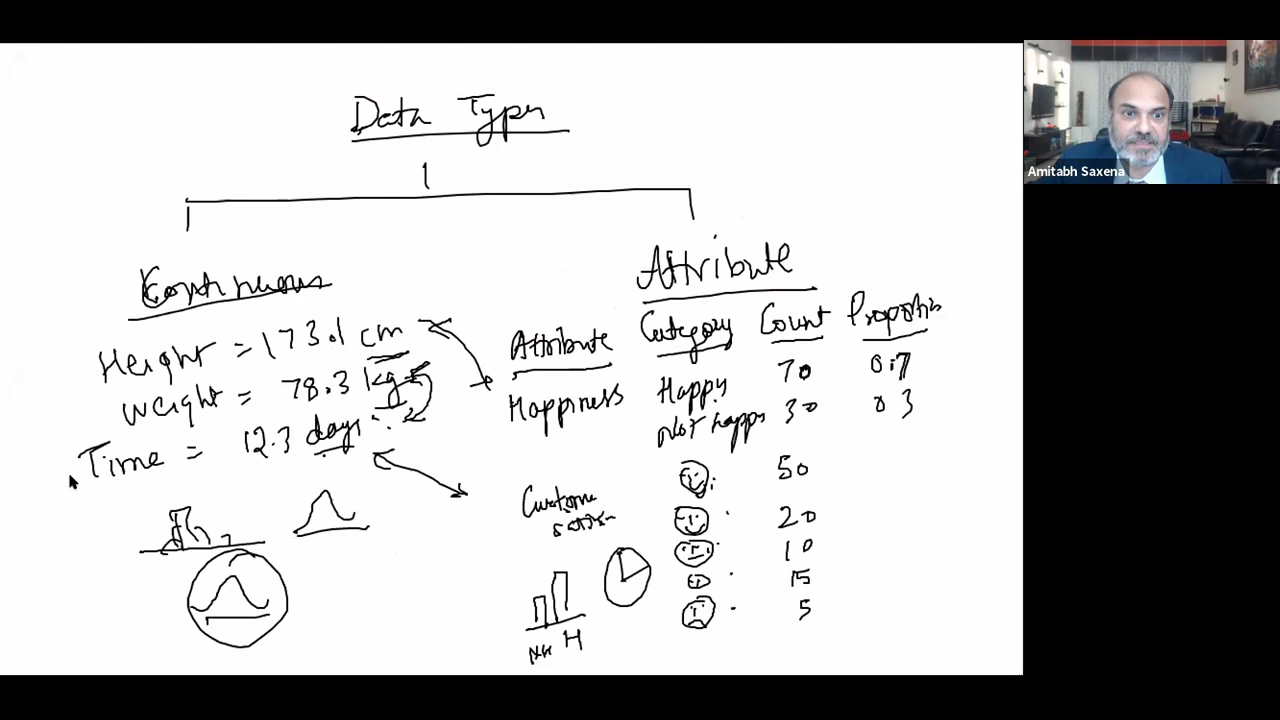 Data Types
Continuous
Height = 173.1 cm
Weight = 78.3 kg
Time = 12.3 days
Attribute
Attribute Category Count Proportion
Happiness Happy 70 0.7
Not happy 30 0 3
50
Customer
20
10
15
5
H
Amitabh Saxena